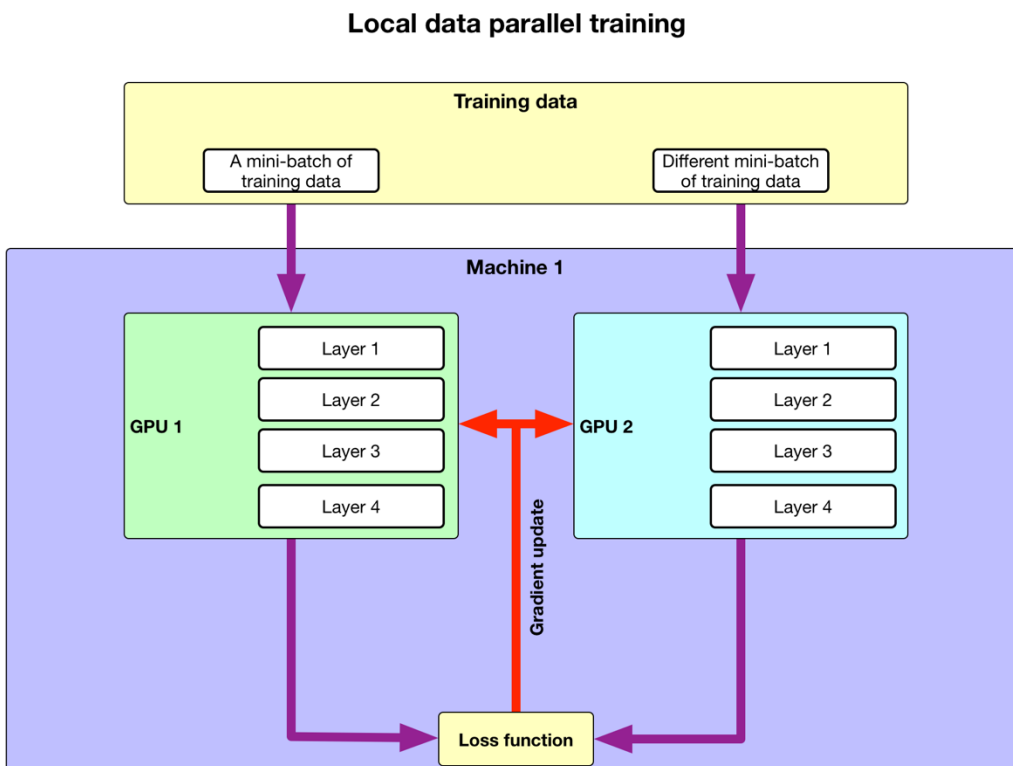 Local data parallel training
Training data
A mini-batch of
training data
Different mini-batch
of training data
Machine 1
GPU 1
Layer 1
Layer 2
Layer 3
Layer 4
GPU 2
Layer 1
Layer 2
Layer 3
Layer 4
Gradient update
Loss function